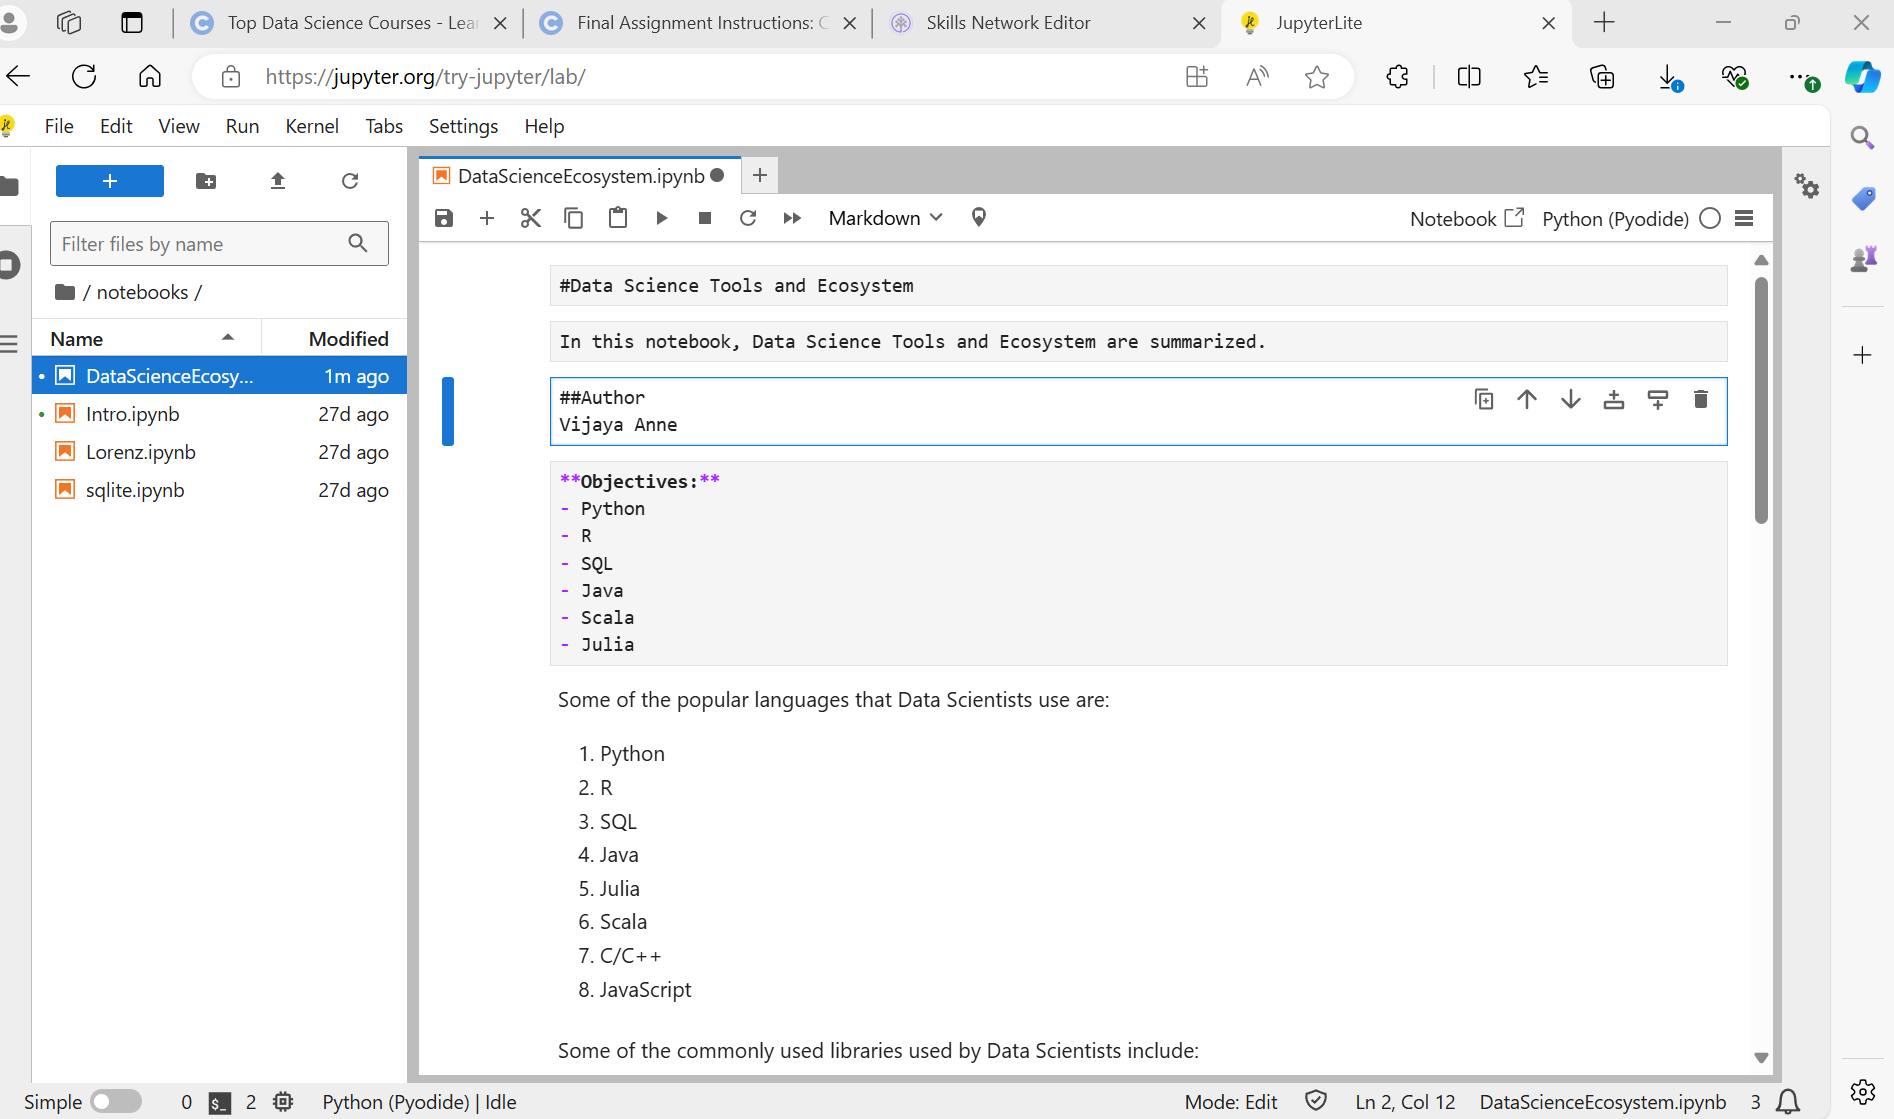 Top Data Science Courses - Lear
Final Assignment Instructions: C
Skills Network Editor
JupyterLite
https://jupyter.org/try-jupyter/lab/
File Edit View Run Kernel Tabs Settings Help
DataScienceEcosystem.ipynb
Markdown
Notebook
Python (Pyodide)
Filter files by name
/ notebooks /
Name Modified
DataScienceEcosy... 1m ago
Intro.ipynb 27d ago
Lorenz.ipynb 27d ago
sqlite.ipynb 27d ago
#Data Science Tools and Ecosystem
In this notebook, Data Science Tools and Ecosystem are summarized.
##Author
Vijaya Anne
**Objectives:**
- Python
- R
- SQL
- Java
- Scala
- Julia
Some of the popular languages that Data Scientists use are:
1. Python
2. R
3. SQL
4. Java
5. Julia
6. Scala
7. C/C++
8. JavaScript
Some of the commonly used libraries used by Data Scientists include:
Simple 0 $_ 2 Python (Pyodide) | Idle Mode: Edit Ln 2, Col 12 DataScienceEcosystem.ipynb 3